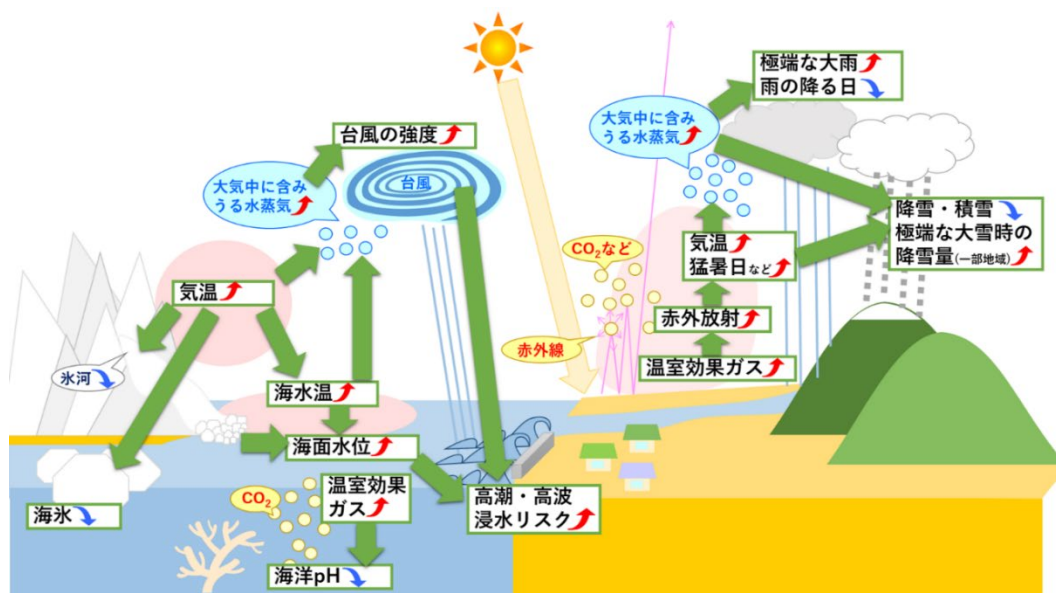 極端な大雨
雨の降る日
大気中に含み
うる水蒸気
台風の強度
台風
大気中に含み
うる水蒸気
降雪・積雪
極端な大雪時の
降雪量(一部地域)
CO₂など
気温
猛暑日など
気温
赤外放射
赤外線
温室効果ガス
氷河
海水温
海面水位
温室効果
ガス
CO₂
高潮・高波
浸水リスク
海氷
海洋pH